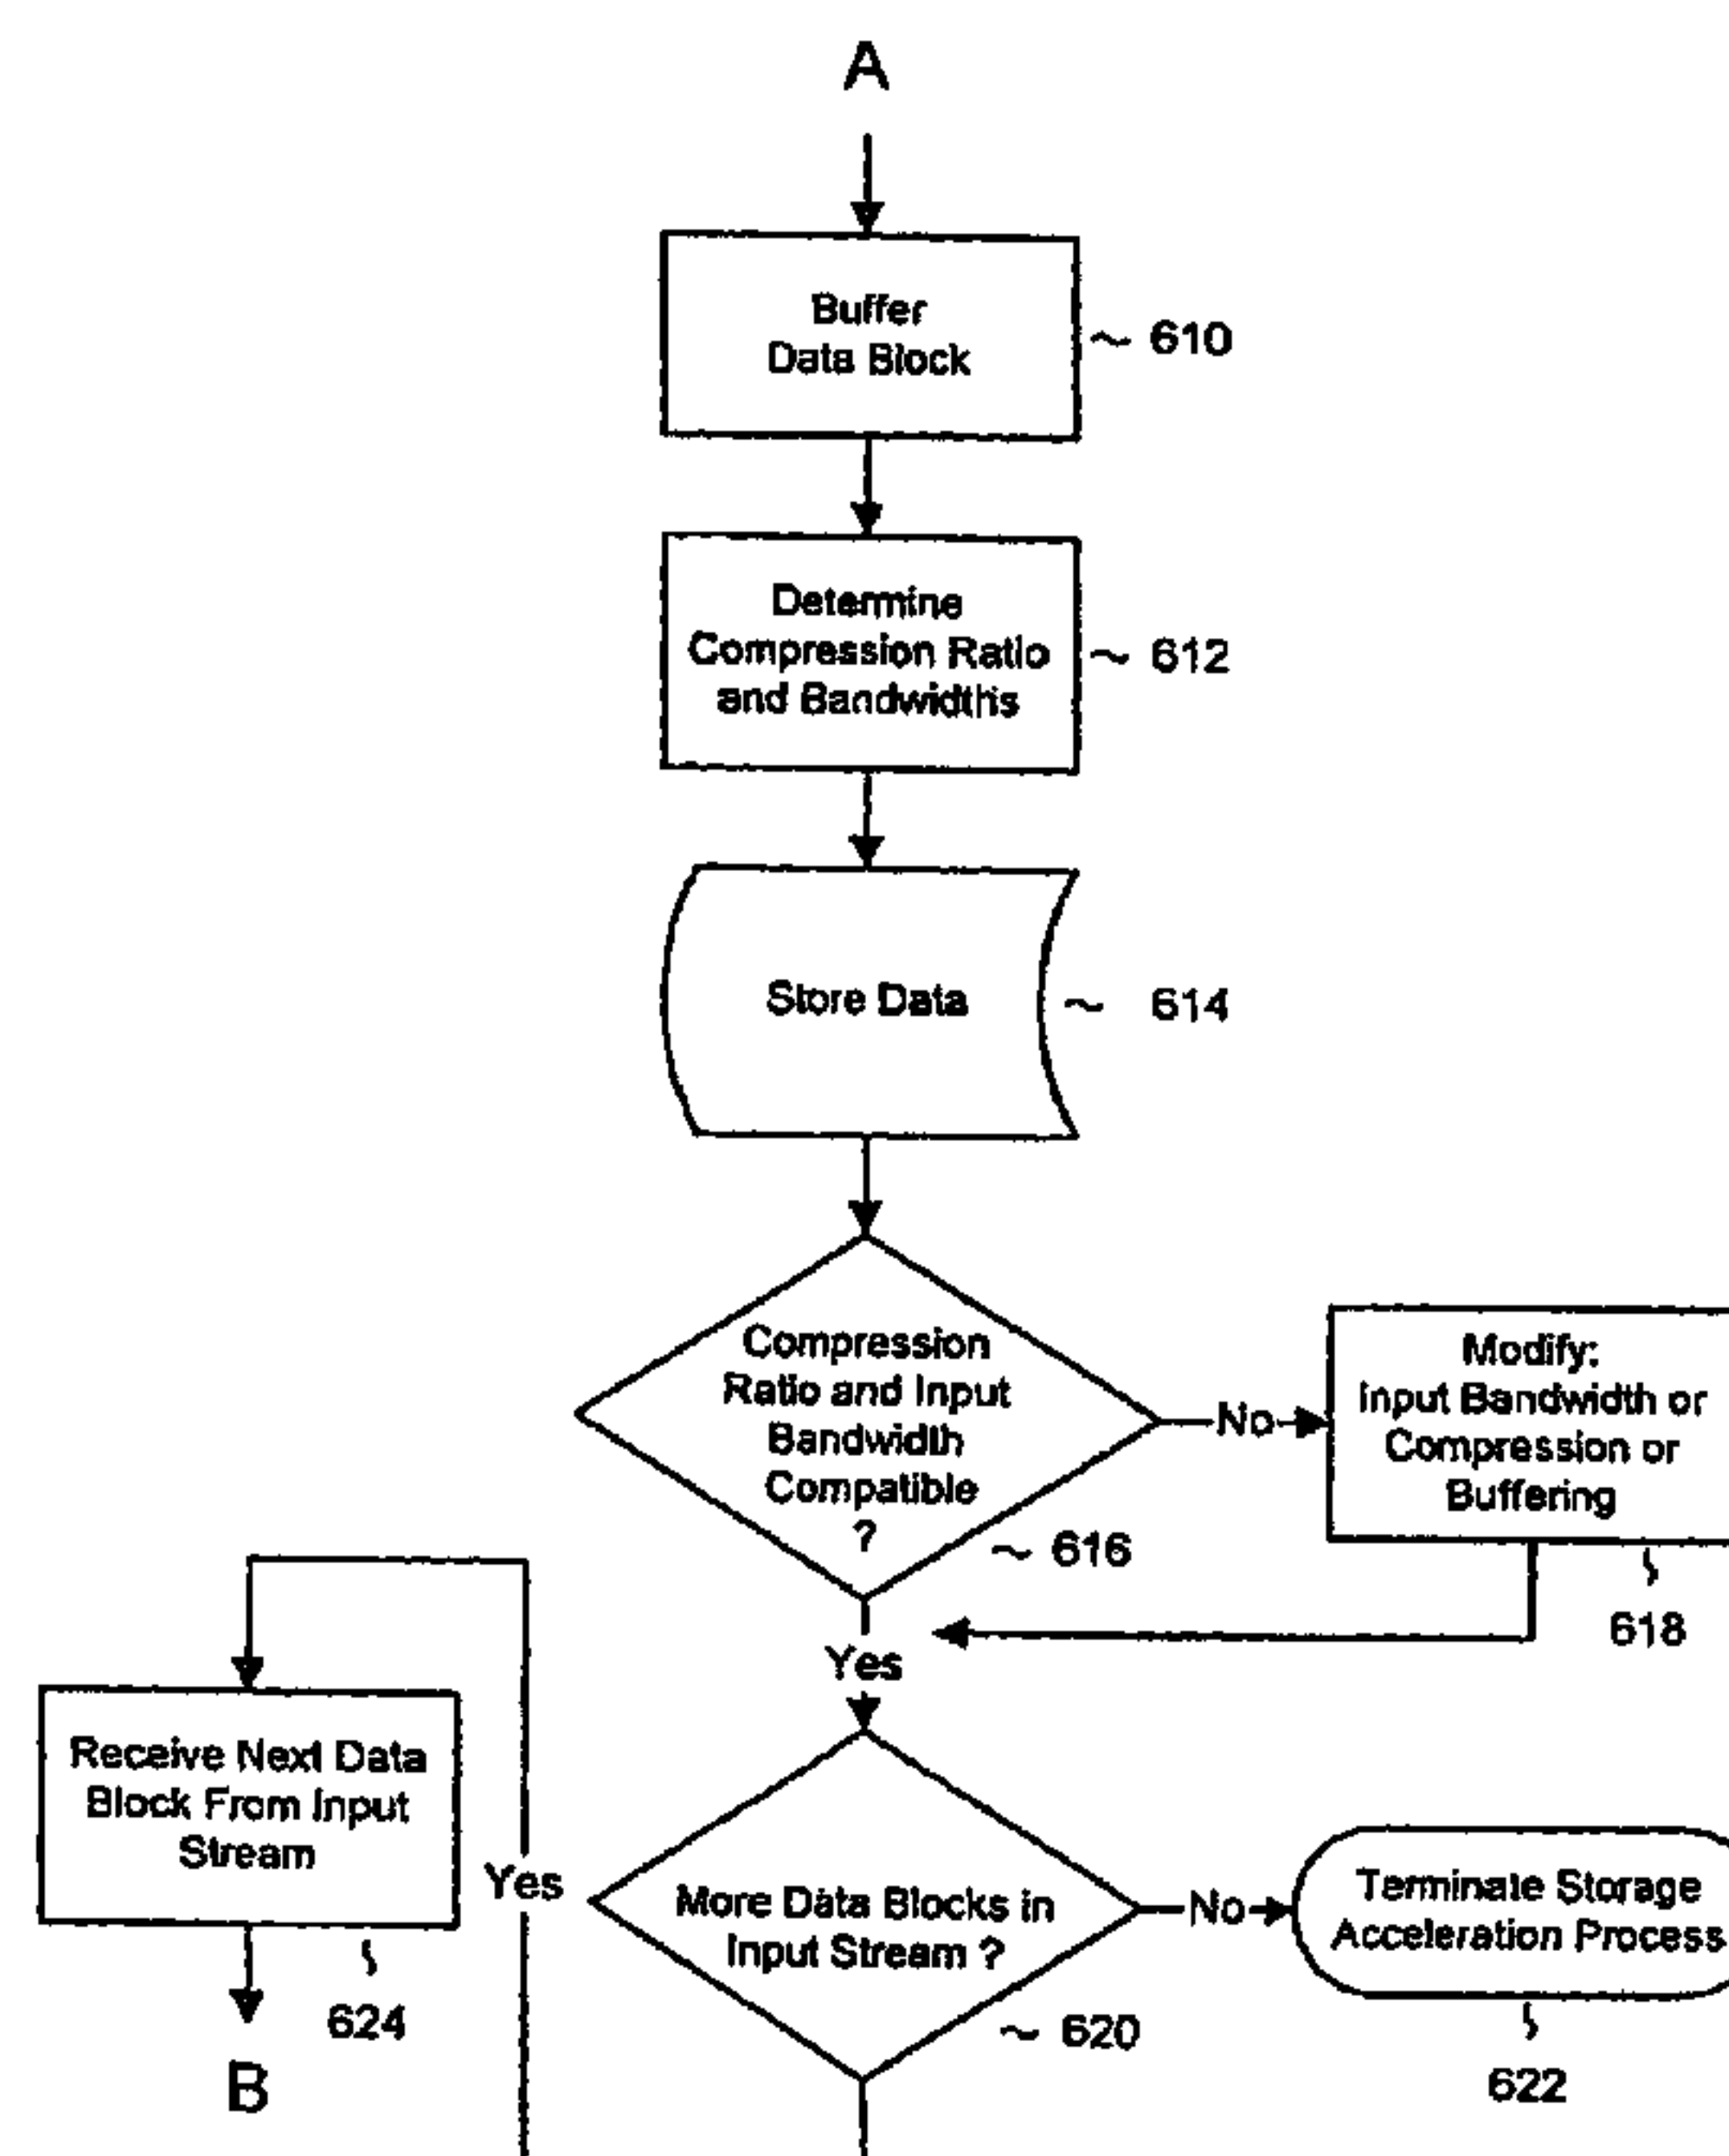 A
Buffer
Data Block
~ 610
Determine
Compression Ratio
and Bandwidths
~ 612
Store Data
~ 614
Compression
Ratio and Input
Bandwidth
Compatible
?
~ 616
No
Modify:
Input Bandwidth or
Compression or
Buffering
618
Yes
Receive Next Data
Block From Input
Stream
624
B
Yes
More Data Blocks in
Input Stream ?
~ 620
No
Terminate Storage
Acceleration Process
622